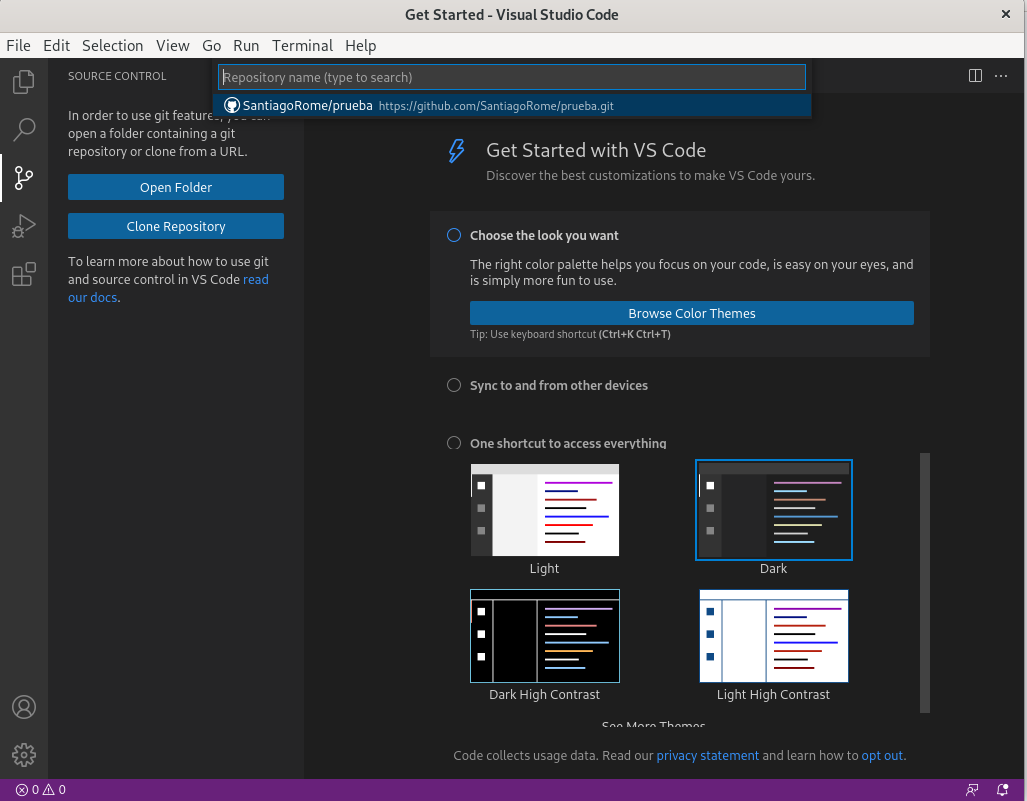 Get Started - Visual Studio Code
File Edit Selection View Go Run Terminal Help
SOURCE CONTROL
Repository name (type to search)
SantiagoRome/prueba https://github.com/SantiagoRome/prueba.git
In order to use git features, you can
open a folder containing a git
repository or clone from a URL.
Open Folder
Clone Repository
To learn more about how to use git
and source control in VS Code read
our docs.
Get Started with VS Code
Discover the best customizations to make VS Code yours.
Choose the look you want
The right color palette helps you focus on your code, is easy on your eyes, and
is simply more fun to use.
Browse Color Themes
Tip: Use keyboard shortcut (Ctrl+K Ctrl+T)
Sync to and from other devices
One shortcut to access everything
Light
Dark
Dark High Contrast
Light High Contrast
See More Themes
Code collects usage data. Read our privacy statement and learn how to opt out.
0 0